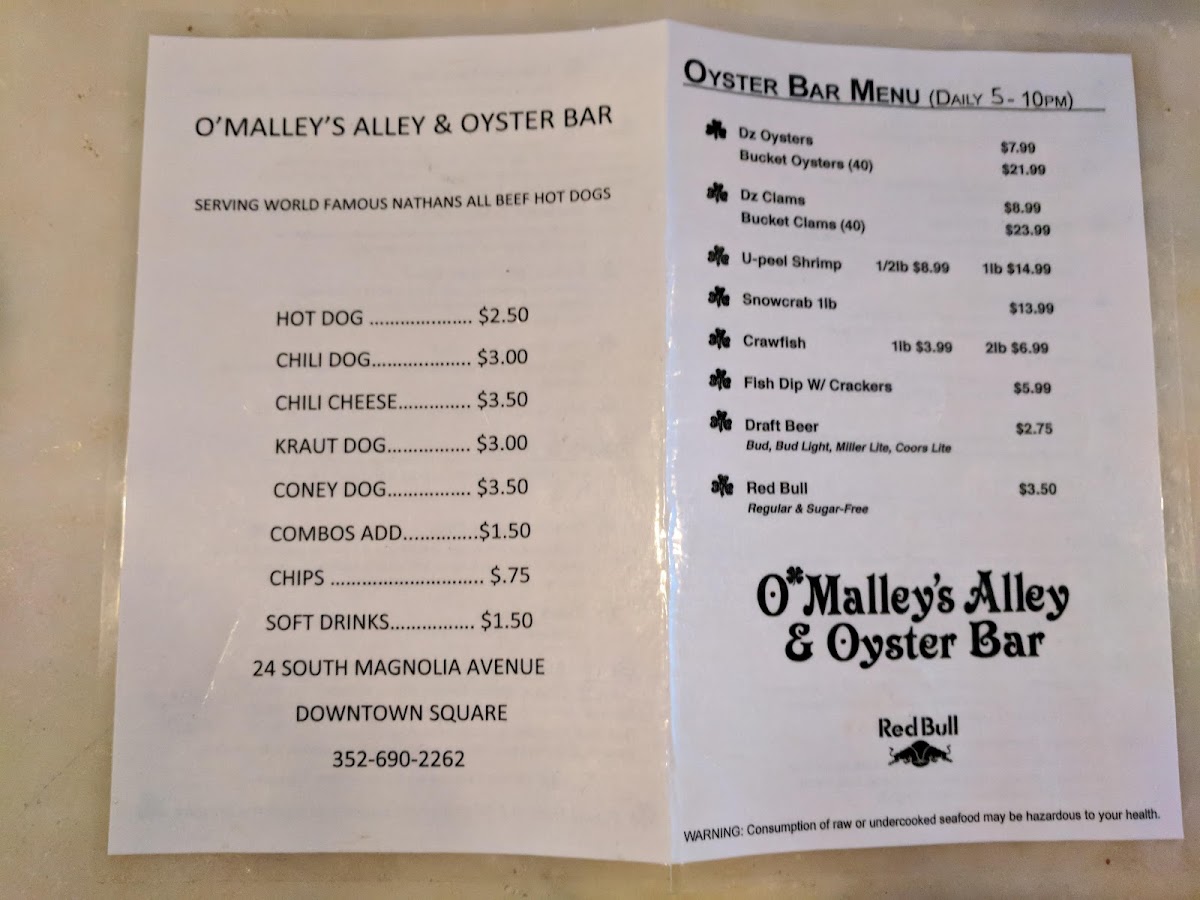 O'MALLEY'S ALLEY & OYSTER BAR
SERVING WORLD FAMOUS NATHANS ALL BEEF HOT DOGS
HOT DOG ..................... $2.50
CHILI DOG.................... $3.00
CHILI CHEESE............... $3.50
KRAUT DOG................. $3.00
CONEY DOG................. $3.50
COMBOS ADD...............$1.50
CHIPS ............................... $.75
SOFT DRINKS................. $1.50
24 SOUTH MAGNOLIA AVENUE
DOWNTOWN SQUARE
352-690-2262
OYSTER BAR MENU (DAILY 5 - 10PM)
Dz Oysters $7.99
Bucket Oysters (40) $21.99
Dz Clams $8.99
Bucket Clams (40) $23.99
U-peel Shrimp 1/2lb $8.99 1lb $14.99
Snowcrab 1lb $13.99
Crawfish 1lb $3.99 2lb $6.99
Fish Dip W/ Crackers $5.99
Draft Beer $2.75
Bud, Bud Light, Miller Lite, Coors Lite
Red Bull $3.50
Regular & Sugar-Free
O'Malley's Alley
& Oyster Bar
Red Bull
WARNING: Consumption of raw or undercooked seafood may be hazardous to your health.